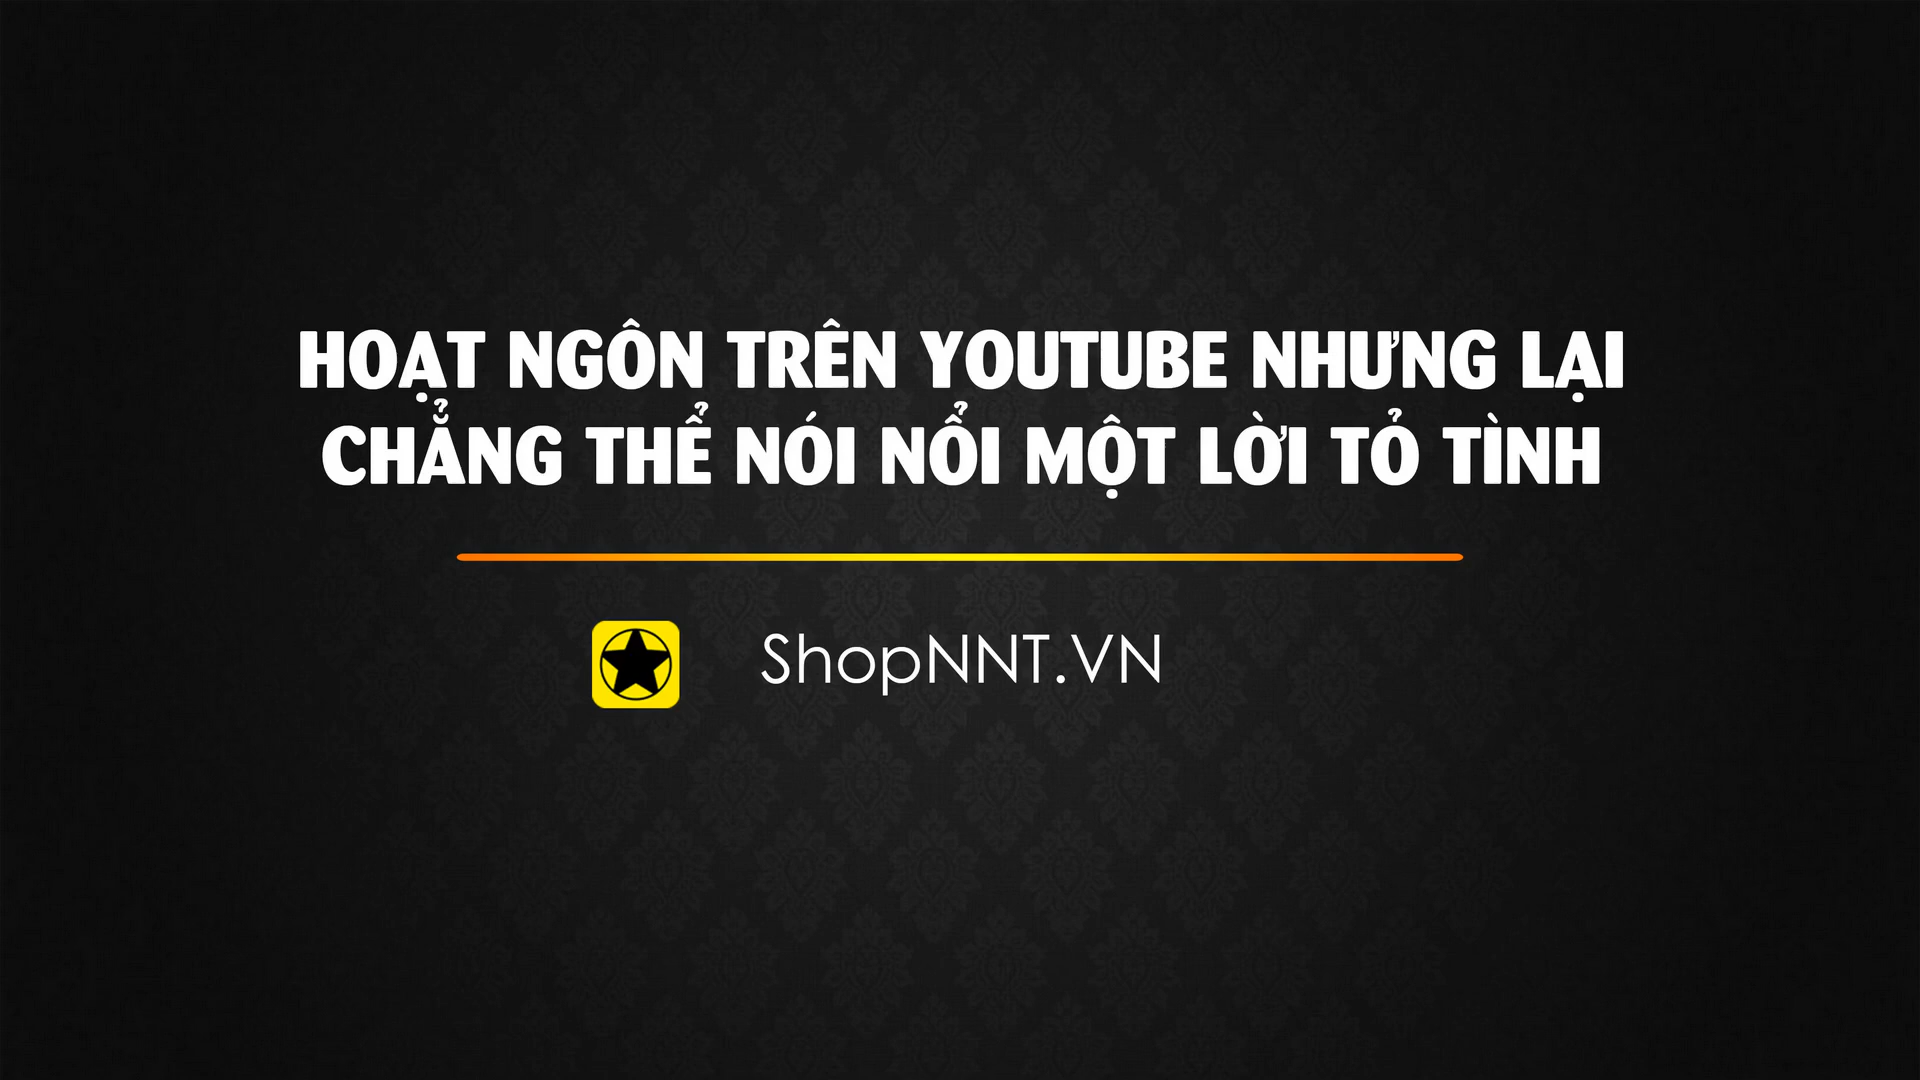 HOẠT NGÔN TRÊN YOUTUBE NHƯNG LẠI
CHẲNG THỂ NÓI NỔI MỘT LỜI TỎ TÌNH
ShopNNT.VN